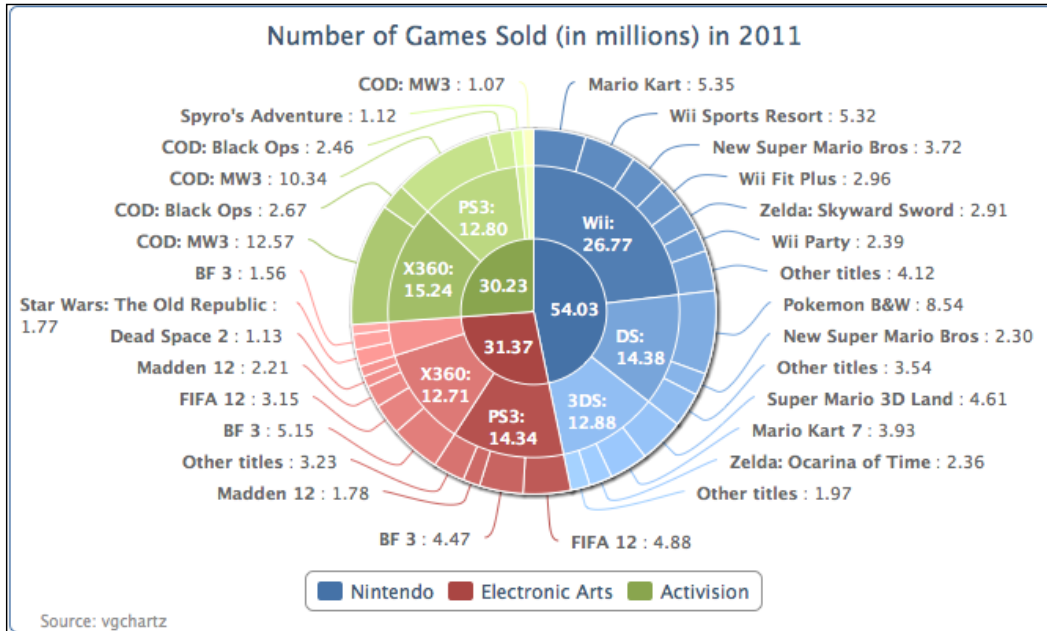 Number of Games Sold (in millions) in 2011
COD: MW3 : 1.07
Spyro's Adventure : 1.12
COD: Black Ops : 2.46
COD: MW3 : 10.34
COD: Black Ops : 2.67
COD: MW3 : 12.57
BF 3 : 1.56
Star Wars: The Old Republic :
1.77
Dead Space 2 : 1.13
Madden 12 : 2.21
FIFA 12 : 3.15
BF 3 : 5.15
Other titles : 3.23
Madden 12 : 1.78
BF 3 : 4.47
FIFA 12 : 4.88
Mario Kart : 5.35
Wii Sports Resort : 5.32
New Super Mario Bros : 3.72
Wii Fit Plus : 2.96
Zelda: Skyward Sword : 2.91
Wii Party : 2.39
Other titles : 4.12
Pokemon B&W : 8.54
New Super Mario Bros : 2.30
Other titles : 3.54
Super Mario 3D Land : 4.61
Mario Kart 7 : 3.93
Zelda: Ocarina of Time : 2.36
Other titles : 1.97
PS3:
12.80
X360:
15.24
30.23
Wii:
26.77
54.03
DS:
14.38
31.37
X360:
12.71
PS3:
14.34
3DS:
12.88
Nintendo
Electronic Arts
Activision
Source: vgchartz